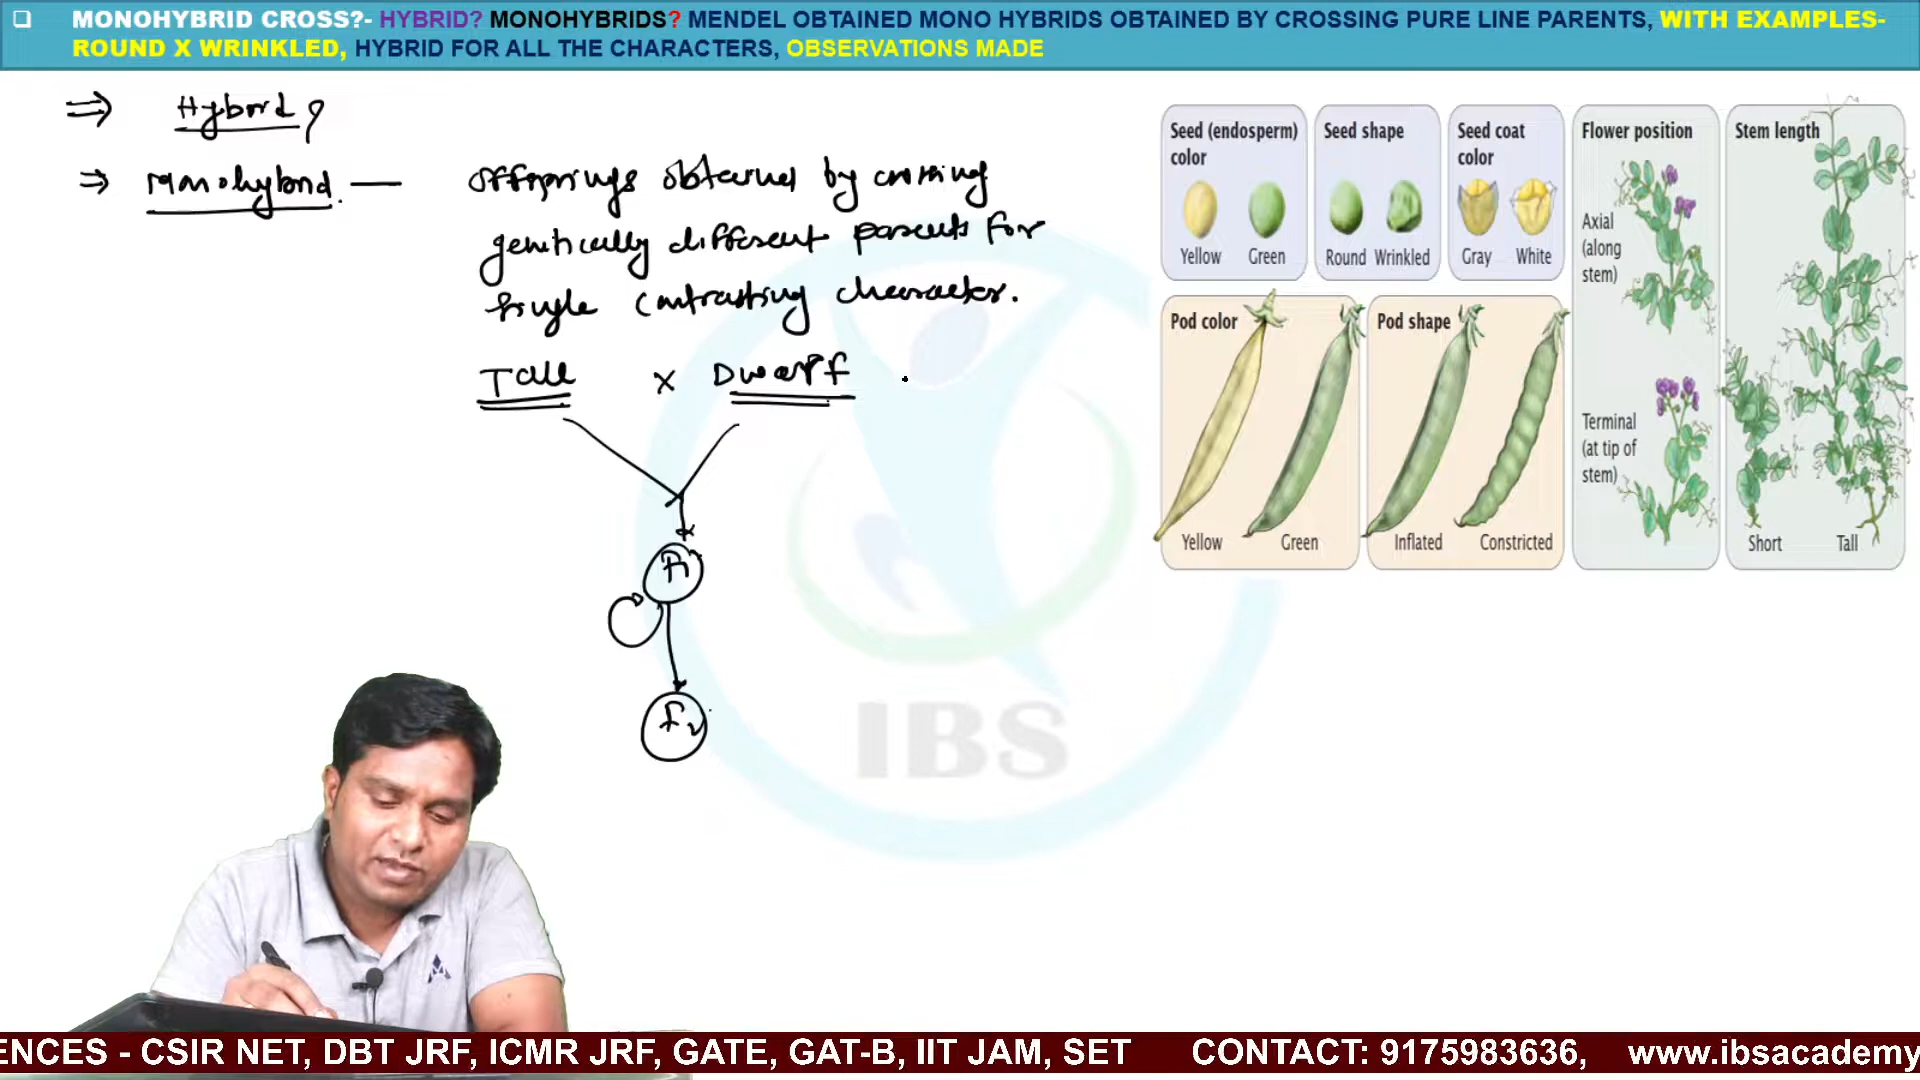 MONOHYBRID CROSS?- HYBRID? MONOHYBRIDS? MENDEL OBTAINED MONO HYBRIDS OBTAINED BY CROSSING PURE LINE PARENTS, WITH EXAMPLES-
ROUND X WRINKLED, HYBRID FOR ALL THE CHARACTERS, OBSERVATIONS MADE
⇒ Hybrid?
⇒ Monohybrid. — offsprings obtained by crossing
genetically different parents for
single contrasting character.
Tall x Dwarf
F1
F2
Seed (endosperm)
color
Yellow Green
Seed shape
Round Wrinkled
Seed coat
color
Gray White
Pod color
Yellow Green
Pod shape
Inflated Constricted
Flower position
Axial
(along
stem)
Terminal
(at tip of
stem)
Stem length
Short Tall
IBS
ENCES - CSIR NET, DBT JRF, ICMR JRF, GATE, GAT-B, IIT JAM, SET CONTACT: 9175983636, www.ibsacademy